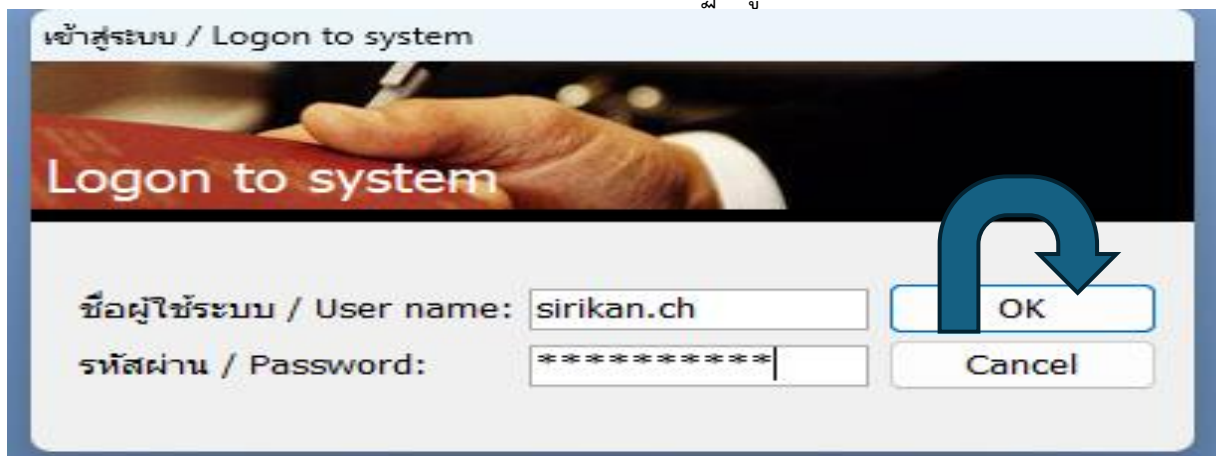 เข้าสู่ระบบ / Logon to system
Logon to system
ชื่อผู้ใช้ระบบ / User name: sirikan.ch OK
รหัสผ่าน / Password: ********** Cancel